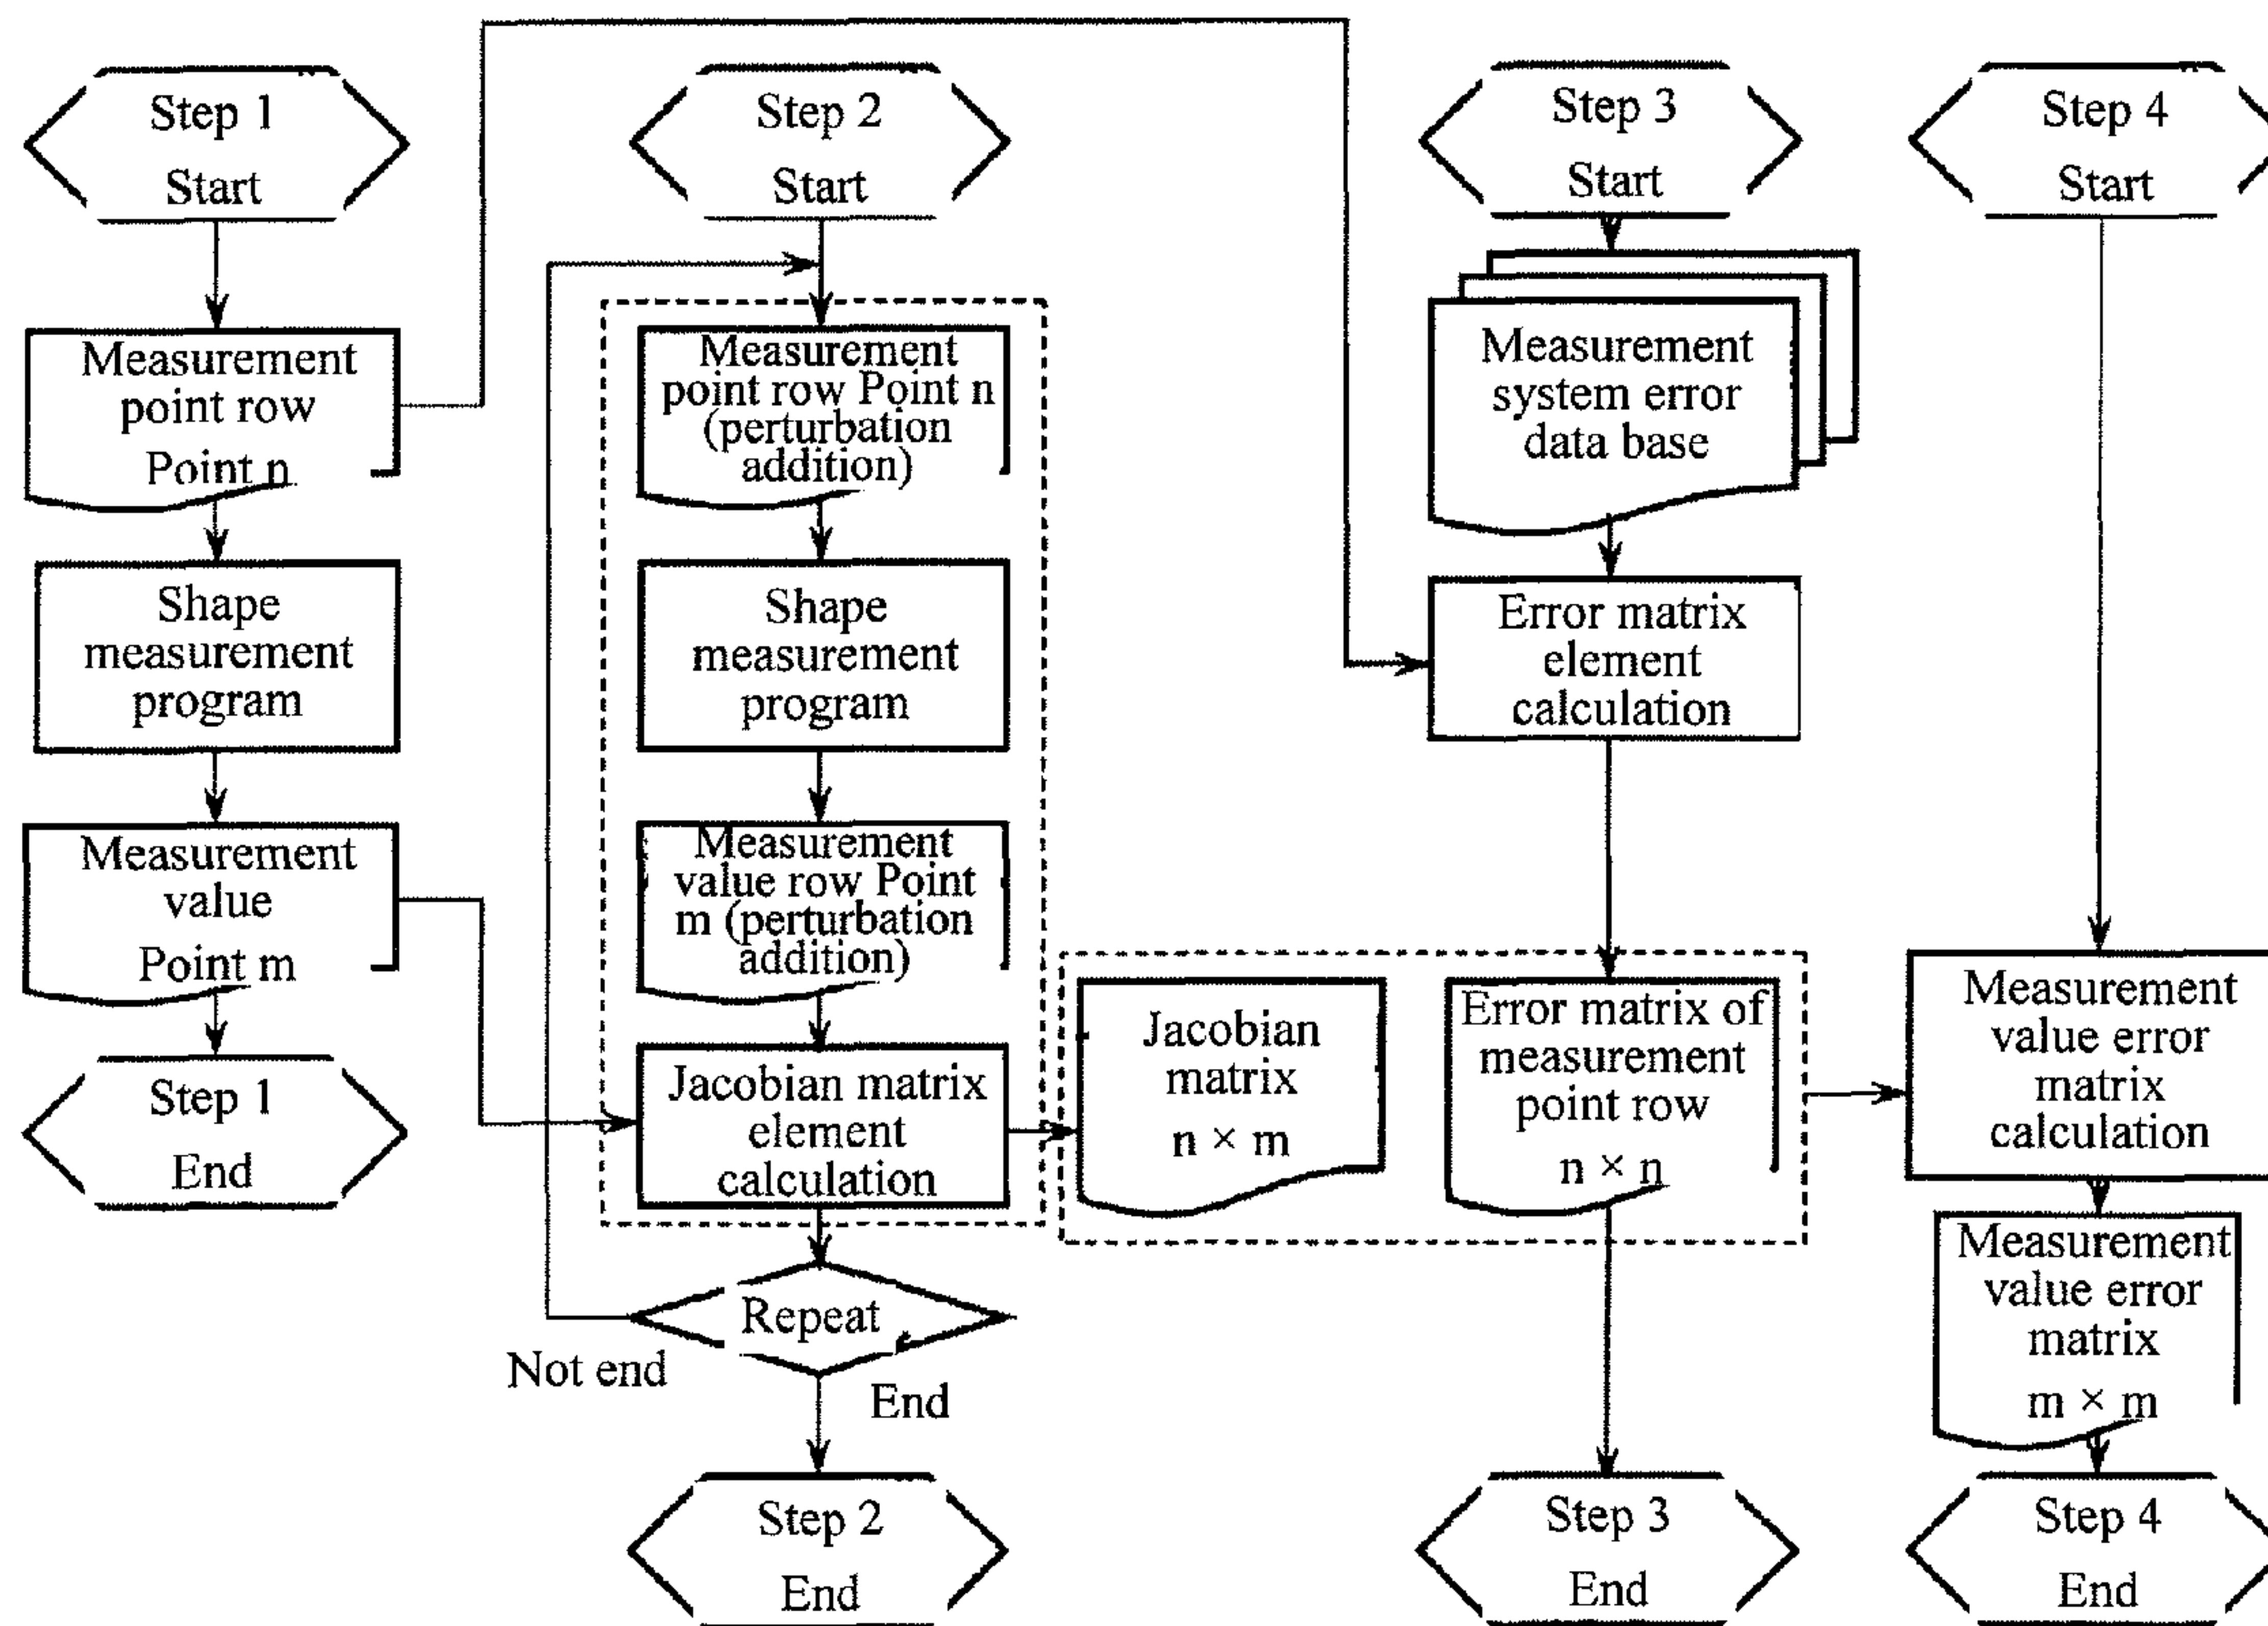 Step 1
Start
Measurement
point row
Point n
Shape
measurement
program
Measurement
value
Point m
Step 1
End
Step 2
Start
Measurement
point row Point n
(perturbation
addition)
Shape
measurement
program
Measurement
value row Point
m (perturbation
addition)
Jacobian matrix
element
calculation
Repeat
Not end
End
Step 2
End
Jacobian
matrix
n × m
Step 3
Start
Measurement
system error
data base
Error matrix
element
calculation
Error matrix of
measurement
point row
n × n
Step 3
End
Step 4
Start
Measurement
value error
matrix
calculation
Measurement
value error
matrix
m × m
Step 4
End